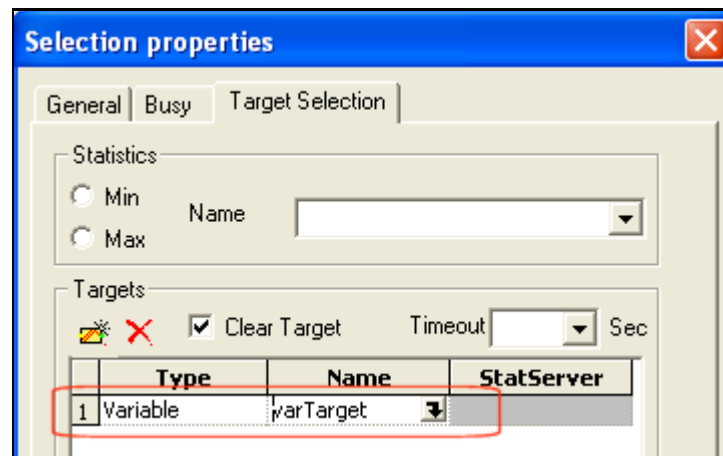 Selection properties
General Busy Target Selection
Statistics
Min
Name
Max
Targets
Clear Target Timeout Sec
Type Name StatServer
1 Variable varTarget